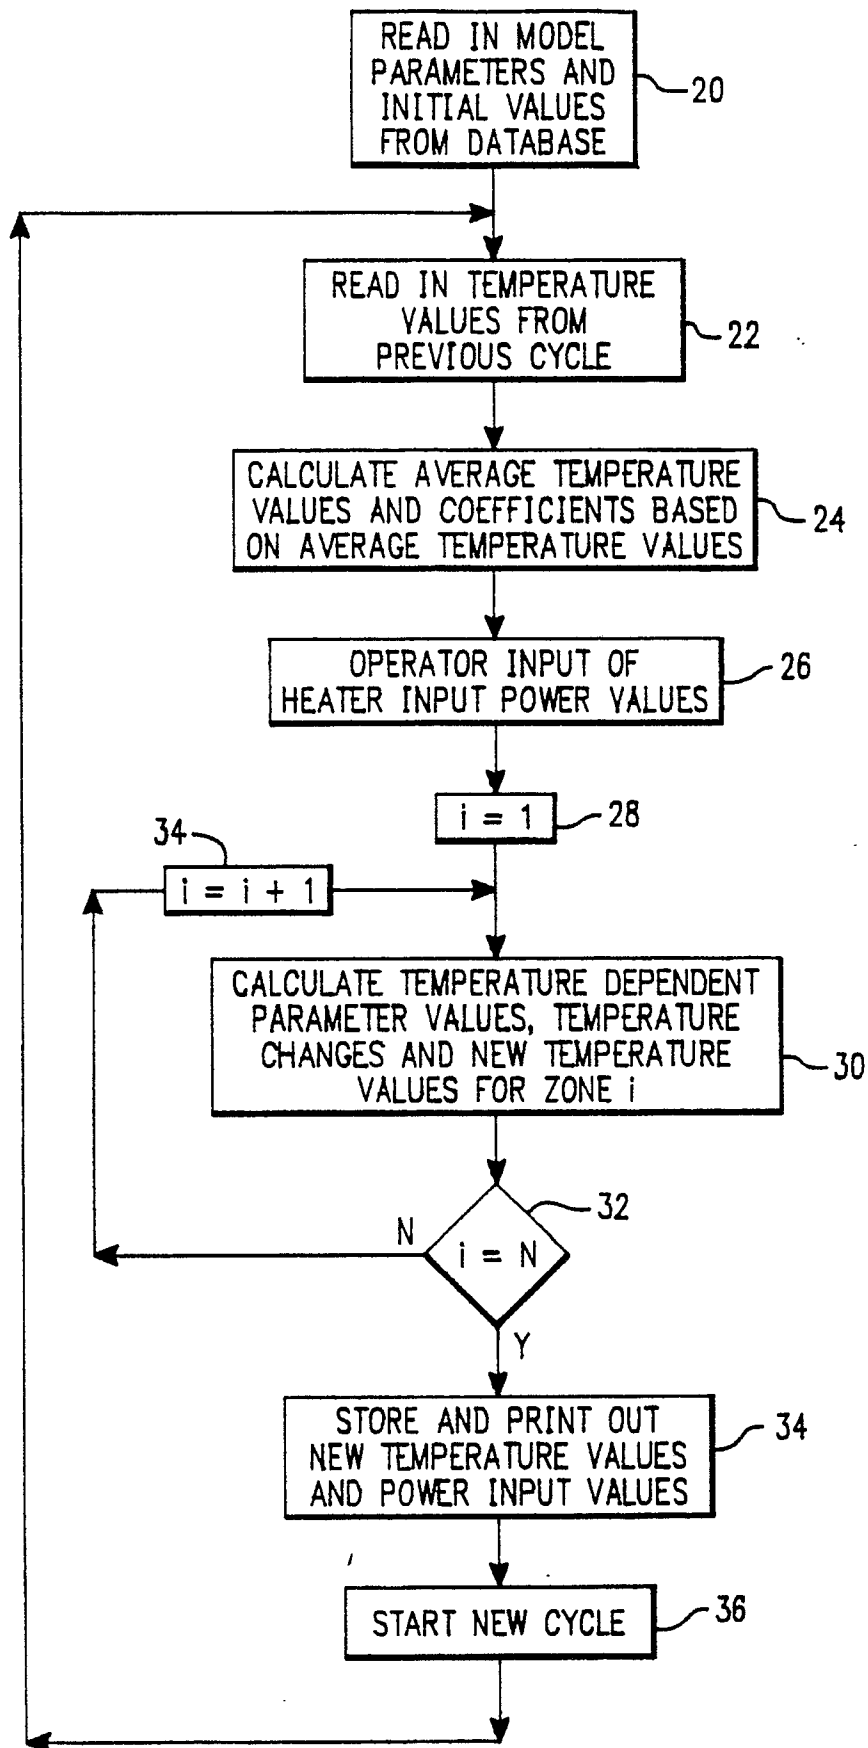 READ IN MODEL
PARAMETERS AND
INITIAL VALUES
FROM DATABASE
20
READ IN TEMPERATURE
VALUES FROM
PREVIOUS CYCLE
22
CALCULATE AVERAGE TEMPERATURE
VALUES AND COEFFICIENTS BASED
ON AVERAGE TEMPERATURE VALUES
24
OPERATOR INPUT OF
HEATER INPUT POWER VALUES
26
i = 1
28
34
i = i + 1
CALCULATE TEMPERATURE DEPENDENT
PARAMETER VALUES, TEMPERATURE
CHANGES AND NEW TEMPERATURE
VALUES FOR ZONE i
30
32
N
i = N
Y
STORE AND PRINT OUT
NEW TEMPERATURE VALUES
AND POWER INPUT VALUES
34
START NEW CYCLE
36